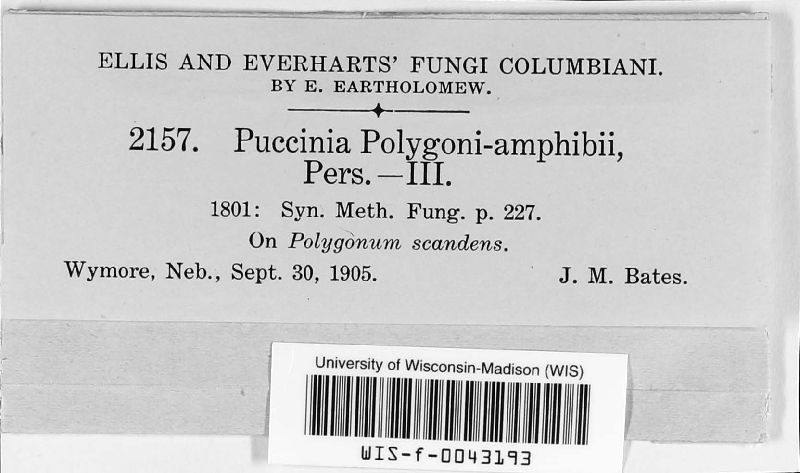 ELLIS AND EVERHARTS' FUNGI COLUMBIANI.
BY E. EARTHOLOMEW.
2157. Puccinia Polygoni-amphibii,
Pers.—III.
1801: Syn. Meth. Fung. p. 227.
On Polygonum scandens.
Wymore, Neb., Sept. 30, 1905. J. M. Bates.
University of Wisconsin-Madison (WIS)
WIS-f-0043193